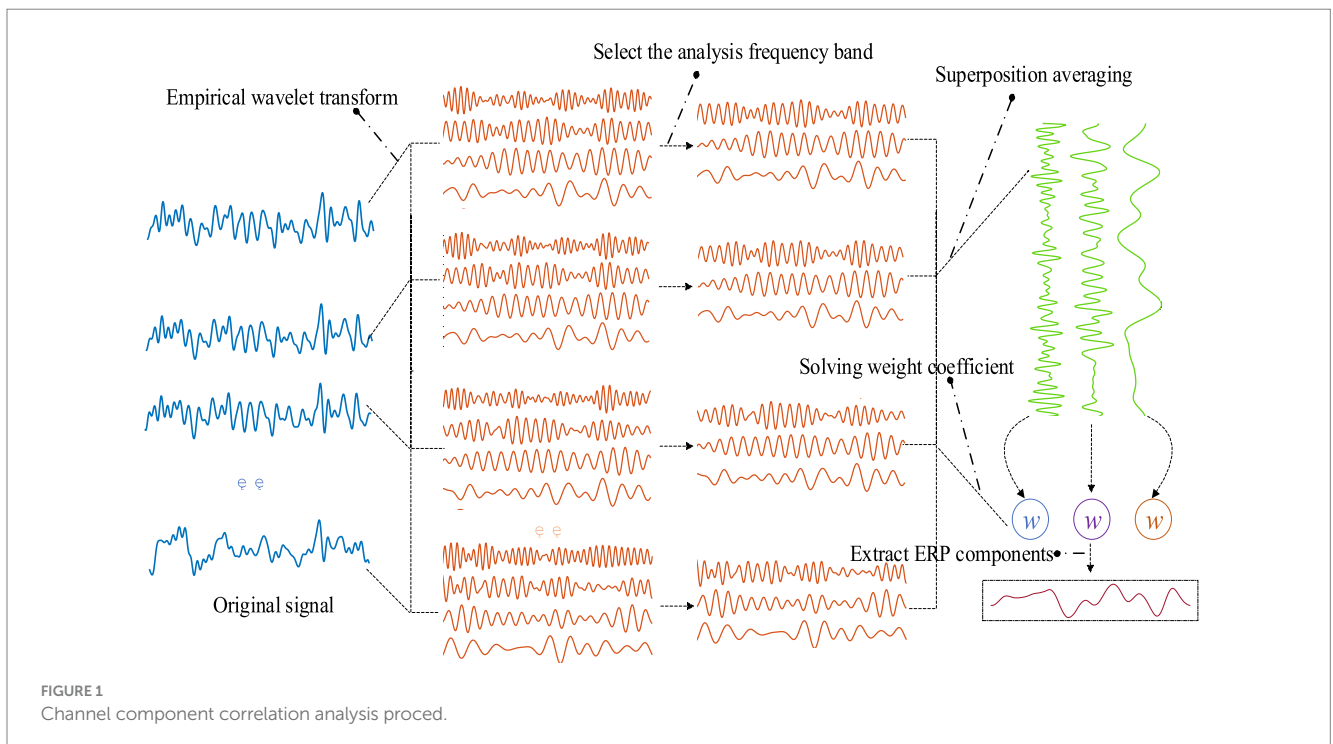 Select the analysis frequency band
Superposition averaging
Empirical wavelet transform
Solving weight coefficient
ę ę
ę ę
w w w
Extract ERP components
Original signal
FIGURE 1
Channel component correlation analysis proced.